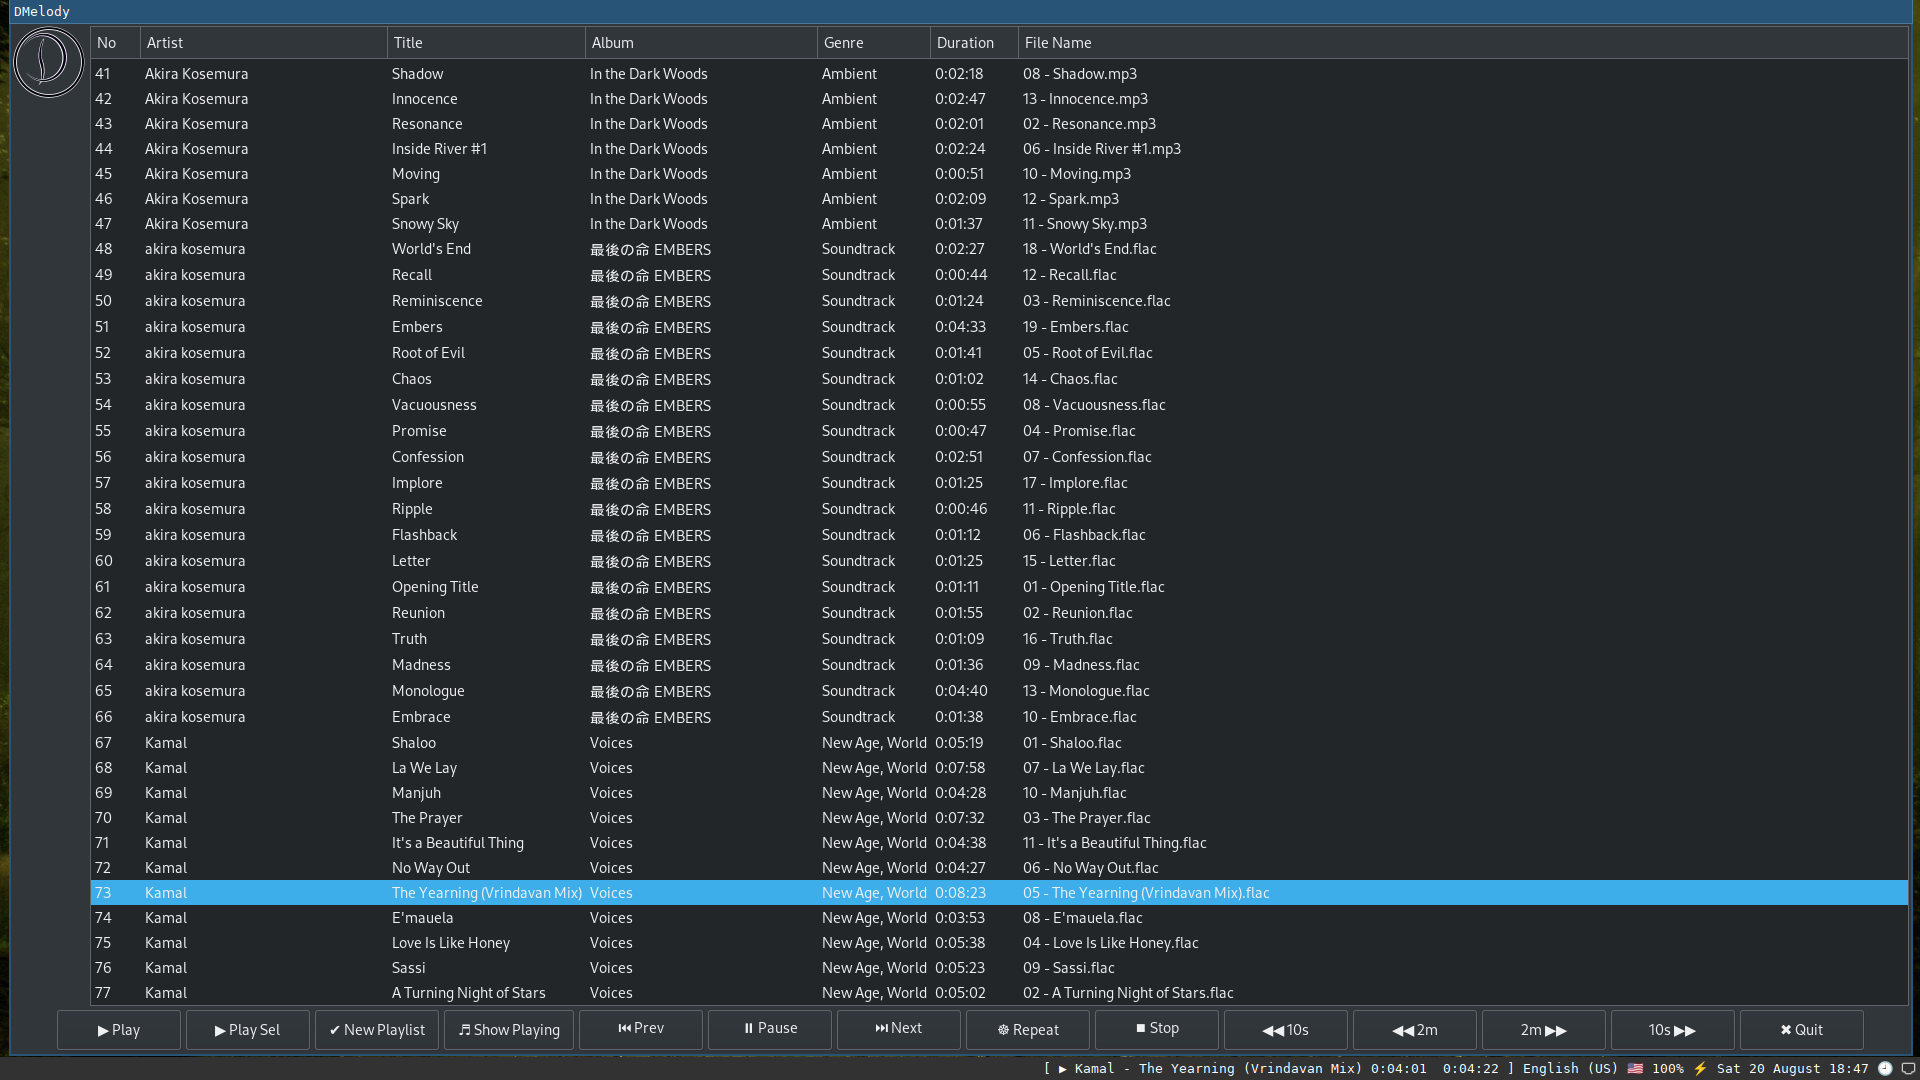 DMelody
No Artist Title Album Genre Duration File Name
41 Akira Kosemura Shadow In the Dark Woods Ambient 0:02:18 08 - Shadow.mp3
42 Akira Kosemura Innocence In the Dark Woods Ambient 0:02:47 13 - Innocence.mp3
43 Akira Kosemura Resonance In the Dark Woods Ambient 0:02:01 02 - Resonance.mp3
44 Akira Kosemura Inside River #1 In the Dark Woods Ambient 0:02:24 06 - Inside River #1.mp3
45 Akira Kosemura Moving In the Dark Woods Ambient 0:00:51 10 - Moving.mp3
46 Akira Kosemura Spark In the Dark Woods Ambient 0:02:09 12 - Spark.mp3
47 Akira Kosemura Snowy Sky In the Dark Woods Ambient 0:01:37 11 - Snowy Sky.mp3
48 akira kosemura World's End 最後の命 EMBERS Soundtrack 0:02:27 18 - World's End.flac
49 akira kosemura Recall 最後の命 EMBERS Soundtrack 0:00:44 12 - Recall.flac
50 akira kosemura Reminiscence 最後の命 EMBERS Soundtrack 0:01:24 03 - Reminiscence.flac
51 akira kosemura Embers 最後の命 EMBERS Soundtrack 0:04:33 19 - Embers.flac
52 akira kosemura Root of Evil 最後の命 EMBERS Soundtrack 0:01:41 05 - Root of Evil.flac
53 akira kosemura Chaos 最後の命 EMBERS Soundtrack 0:01:02 14 - Chaos.flac
54 akira kosemura Vacuousness 最後の命 EMBERS Soundtrack 0:00:55 08 - Vacuousness.flac
55 akira kosemura Promise 最後の命 EMBERS Soundtrack 0:00:47 04 - Promise.flac
56 akira kosemura Confession 最後の命 EMBERS Soundtrack 0:02:51 07 - Confession.flac
57 akira kosemura Implore 最後の命 EMBERS Soundtrack 0:01:25 17 - Implore.flac
58 akira kosemura Ripple 最後の命 EMBERS Soundtrack 0:00:46 11 - Ripple.flac
59 akira kosemura Flashback 最後の命 EMBERS Soundtrack 0:01:12 06 - Flashback.flac
60 akira kosemura Letter 最後の命 EMBERS Soundtrack 0:01:25 15 - Letter.flac
61 akira kosemura Opening Title 最後の命 EMBERS Soundtrack 0:01:11 01 - Opening Title.flac
62 akira kosemura Reunion 最後の命 EMBERS Soundtrack 0:01:55 02 - Reunion.flac
63 akira kosemura Truth 最後の命 EMBERS Soundtrack 0:01:09 16 - Truth.flac
64 akira kosemura Madness 最後の命 EMBERS Soundtrack 0:01:36 09 - Madness.flac
65 akira kosemura Monologue 最後の命 EMBERS Soundtrack 0:04:40 13 - Monologue.flac
66 akira kosemura Embrace 最後の命 EMBERS Soundtrack 0:01:38 10 - Embrace.flac
67 Kamal Shaloo Voices New Age, World 0:05:19 01 - Shaloo.flac
68 Kamal La We Lay Voices New Age, World 0:07:58 07 - La We Lay.flac
69 Kamal Manjuh Voices New Age, World 0:04:28 10 - Manjuh.flac
70 Kamal The Prayer Voices New Age, World 0:07:32 03 - The Prayer.flac
71 Kamal It's a Beautiful Thing Voices New Age, World 0:04:38 11 - It's a Beautiful Thing.flac
72 Kamal No Way Out Voices New Age, World 0:04:27 06 - No Way Out.flac
73 Kamal The Yearning (Vrindavan Mix) Voices New Age, World 0:08:23 05 - The Yearning (Vrindavan Mix).flac
74 Kamal E'mauela Voices New Age, World 0:03:53 08 - E'mauela.flac
75 Kamal Love Is Like Honey Voices New Age, World 0:05:38 04 - Love Is Like Honey.flac
76 Kamal Sassi Voices New Age, World 0:05:23 09 - Sassi.flac
77 Kamal A Turning Night of Stars Voices New Age, World 0:05:02 02 - A Turning Night of Stars.flac
▶ Play ▶ Play Sel ✔ New Playlist ♬ Show Playing ⏮ Prev ⏸ Pause ⏭ Next ☸ Repeat ⏹ Stop ◀◀ 10s ◀◀ 2m 2m ▶▶ 10s ▶▶ ✖ Quit
[ ▶ Kamal - The Yearning (Vrindavan Mix) 0:04:01 0:04:22 ] English (US) 🇺🇸 100% ⚡ Sat 20 August 18:47